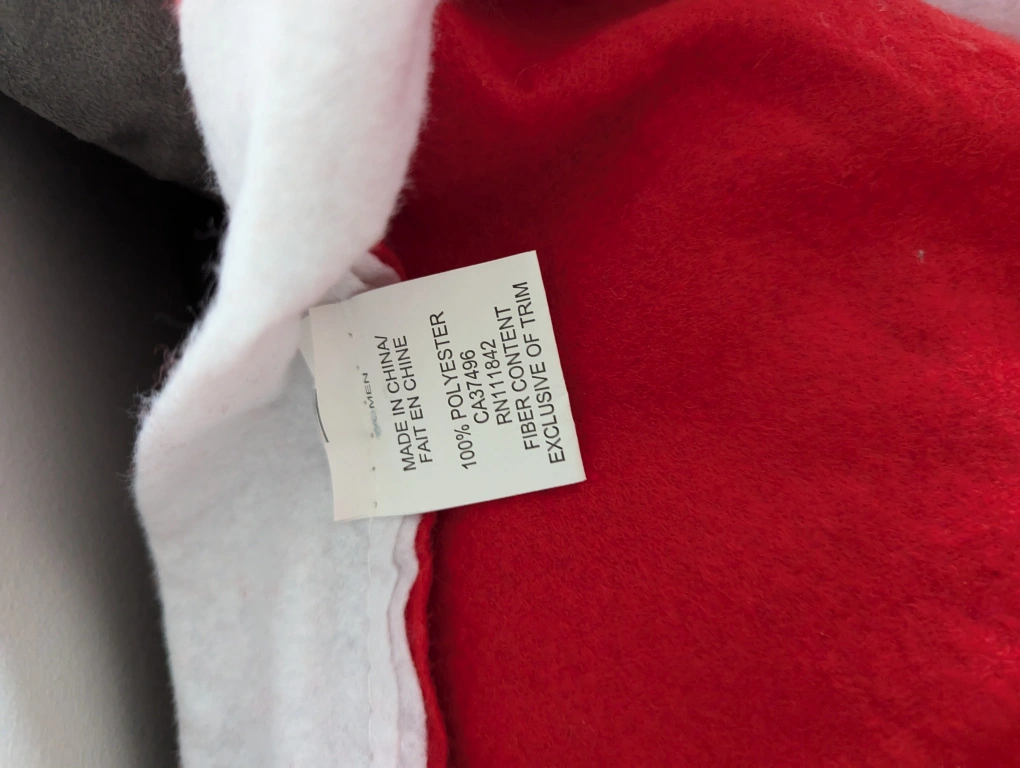 MADE IN CHINA/
FAIT EN CHINE
100% POLYESTER
CA37496
RN111842
FIBER CONTENT
EXCLUSIVE OF TRIM